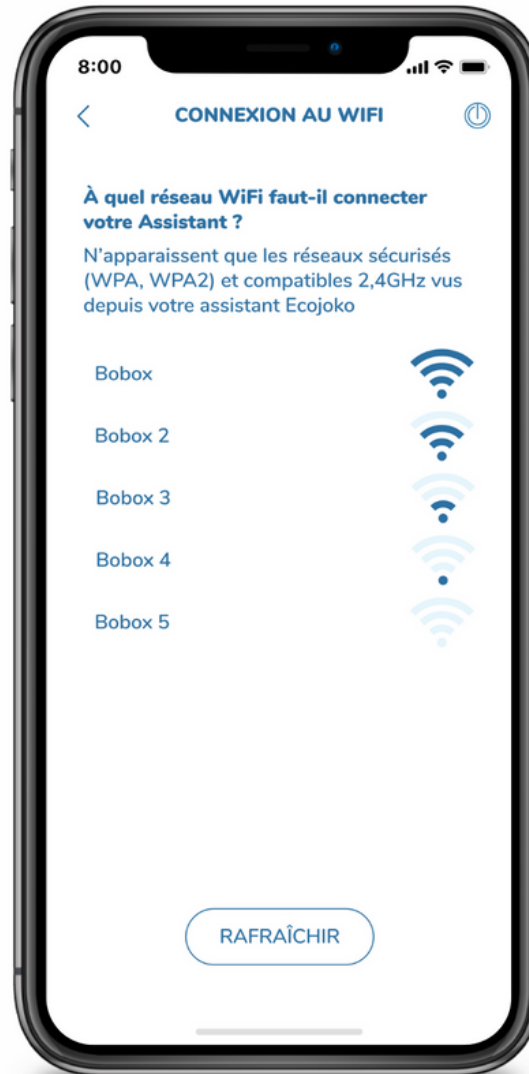 8:00
CONNEXION AU WIFI
À quel réseau WiFi faut-il connecter
votre Assistant ?
N’apparaissent que les réseaux sécurisés
(WPA, WPA2) et compatibles 2,4GHz vus
depuis votre assistant Ecojoko
Bobox
Bobox 2
Bobox 3
Bobox 4
Bobox 5
RAFRAÎCHIR